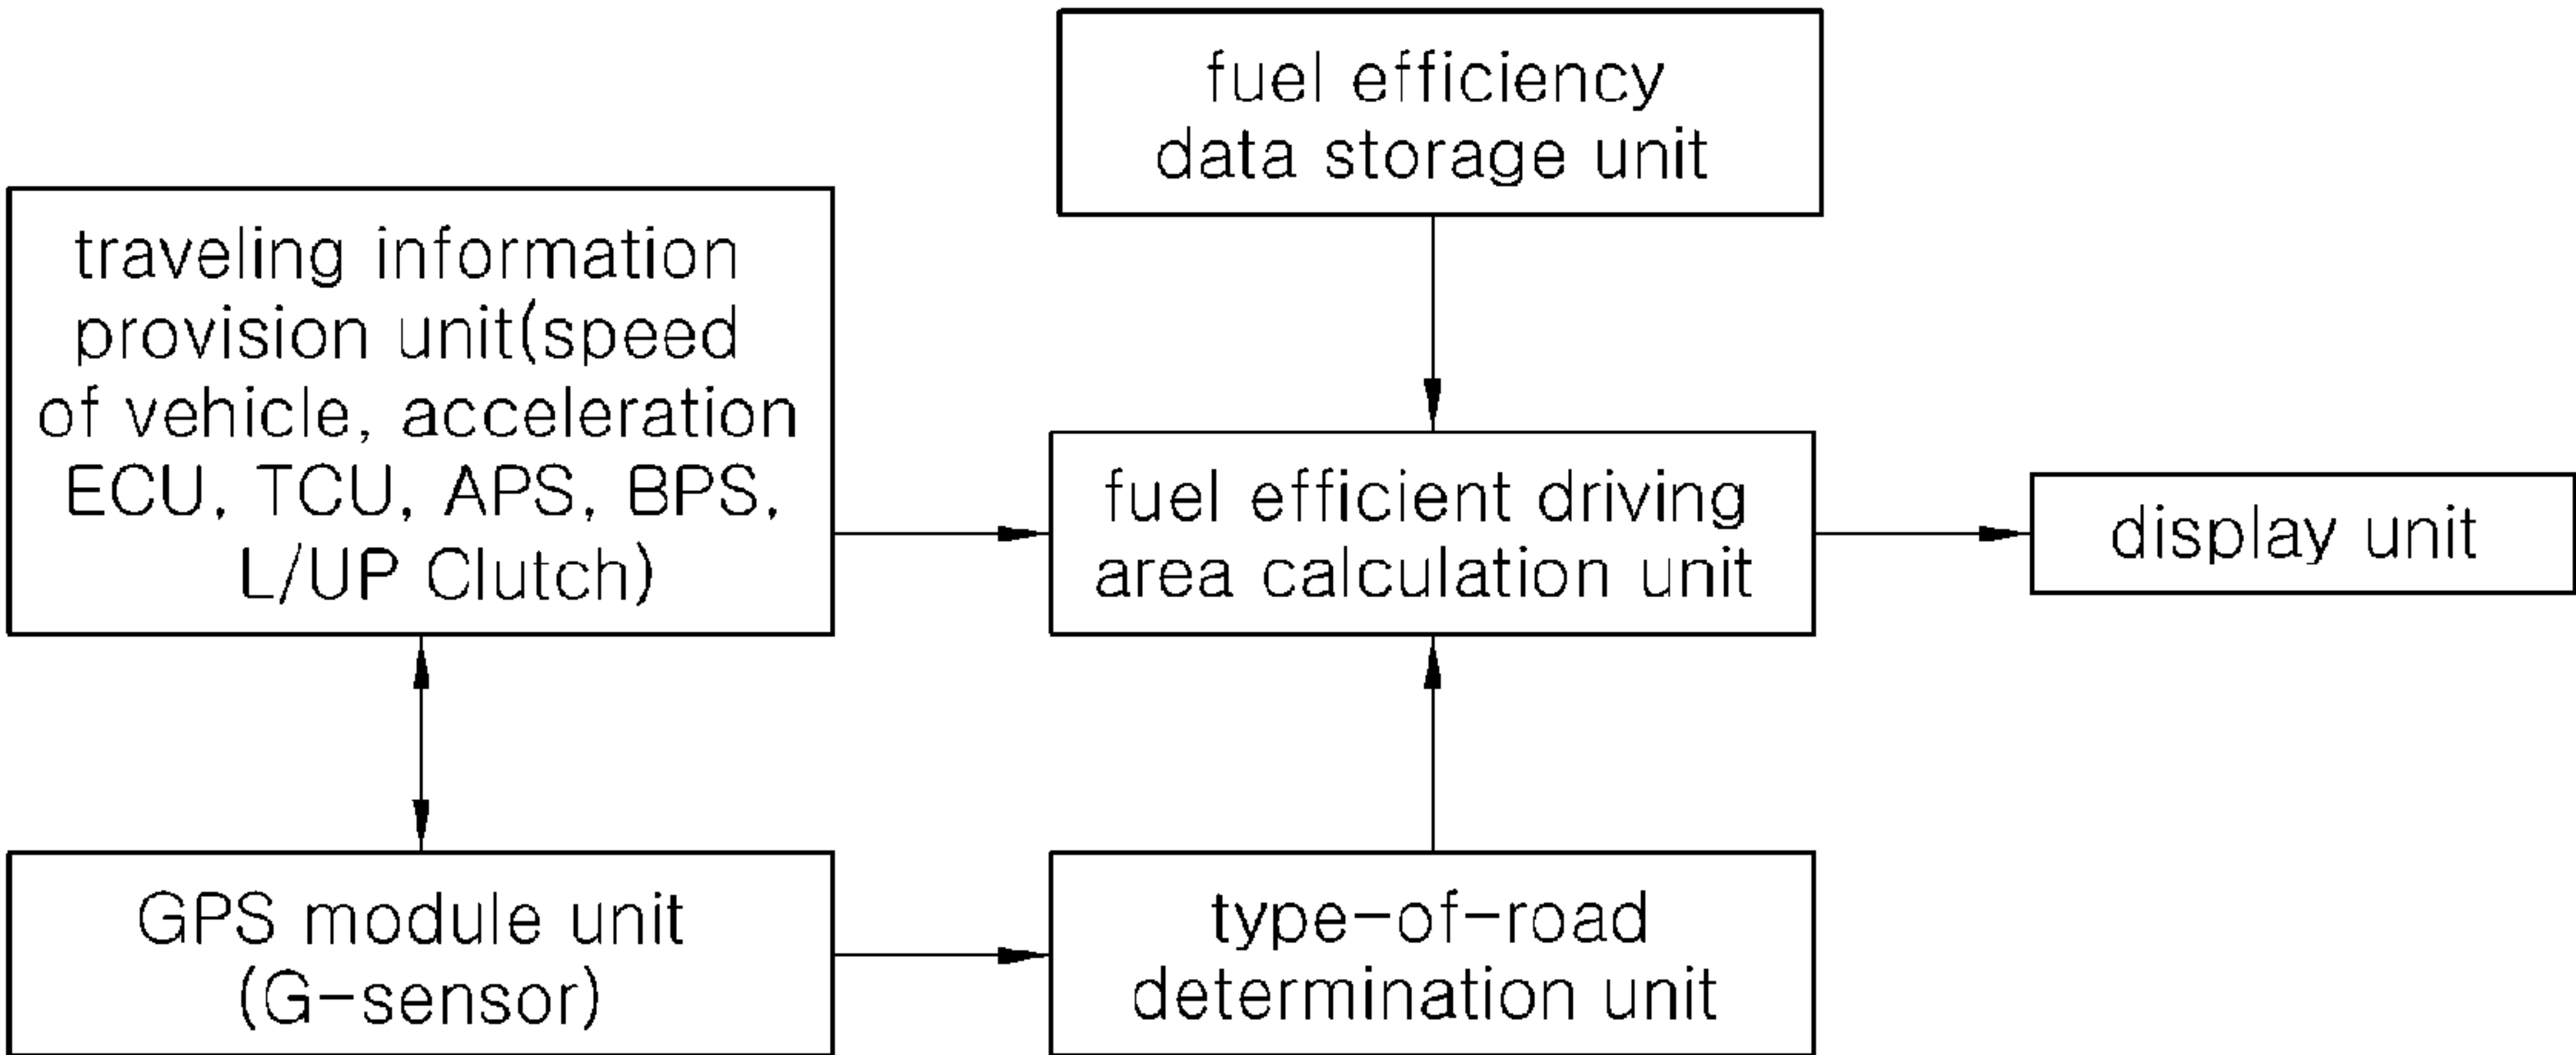 fuel efficiency
data storage unit
traveling information
provision unit(speed
of vehicle, acceleration
ECU, TCU, APS, BPS,
L/UP Clutch)
fuel efficient driving
area calculation unit
display unit
GPS module unit
(G-sensor)
type-of-road
determination unit